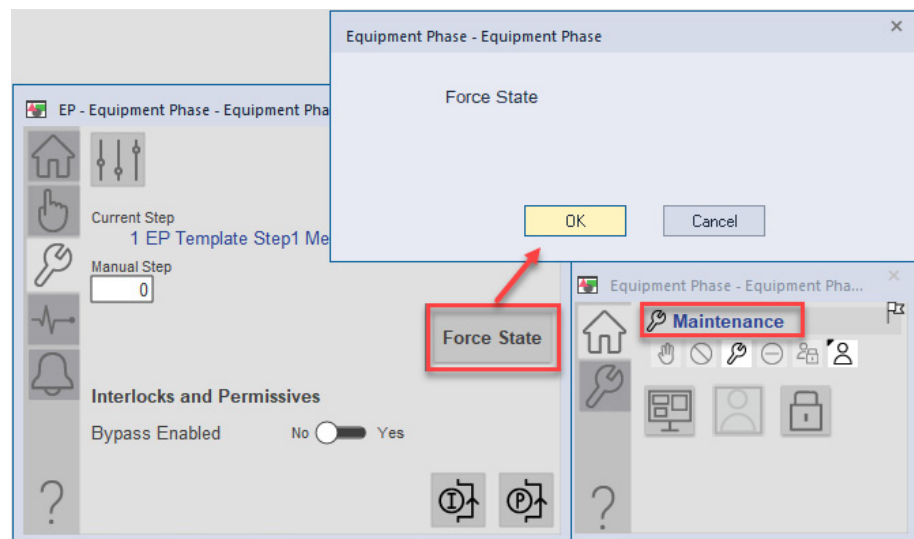 Equipment Phase - Equipment Phase
Force State
OK
Cancel
EP - Equipment Phase - Equipment Pha
Current Step
1 EP Template Step1 Me
Manual Step
0
Force State
Interlocks and Permissives
Bypass Enabled No Yes
I
P
?
Equipment Phase - Equipment Pha...
Maintenance
?